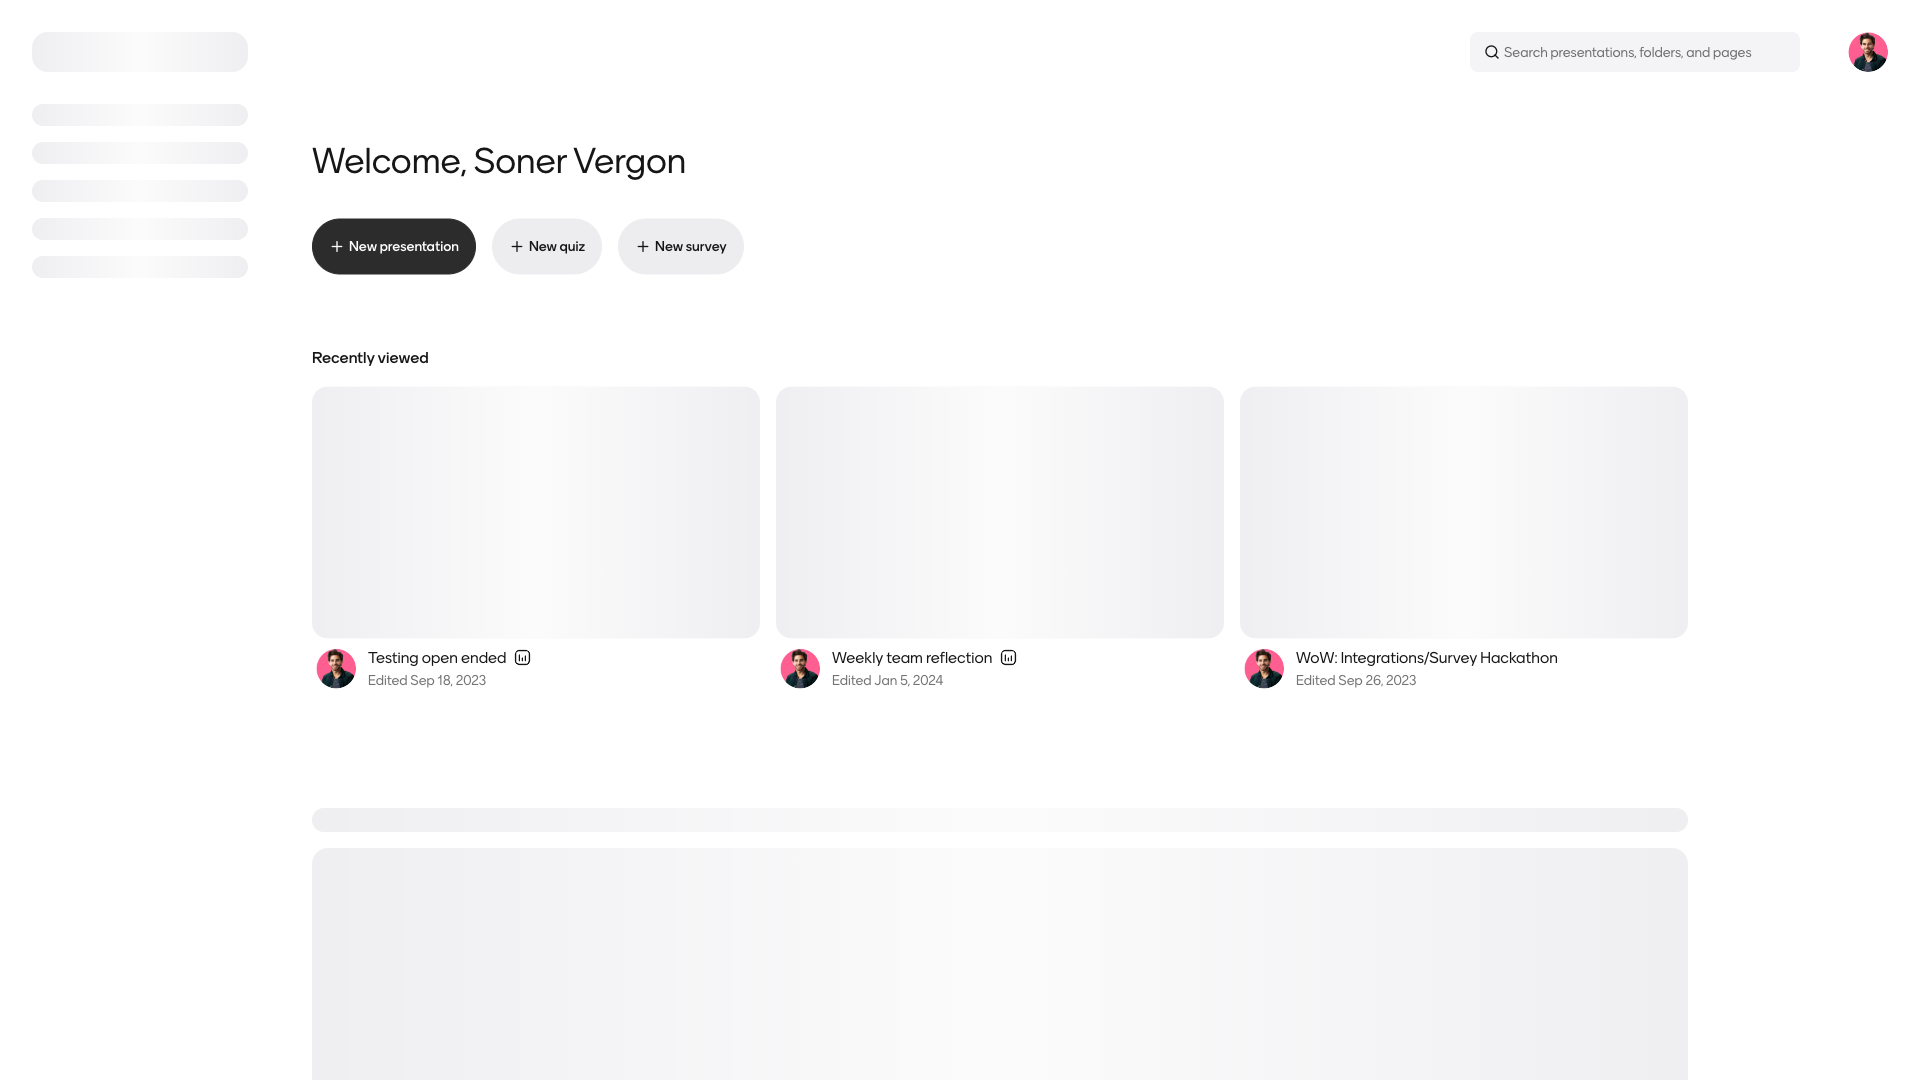 Search presentations, folders, and pages
Welcome, Soner Vergon
New presentation
New quiz
New survey
Recently viewed
Testing open ended
Edited Sep 18, 2023
Weekly team reflection
Edited Jan 5, 2024
WoW: Integrations/Survey Hackathon
Edited Sep 26, 2023